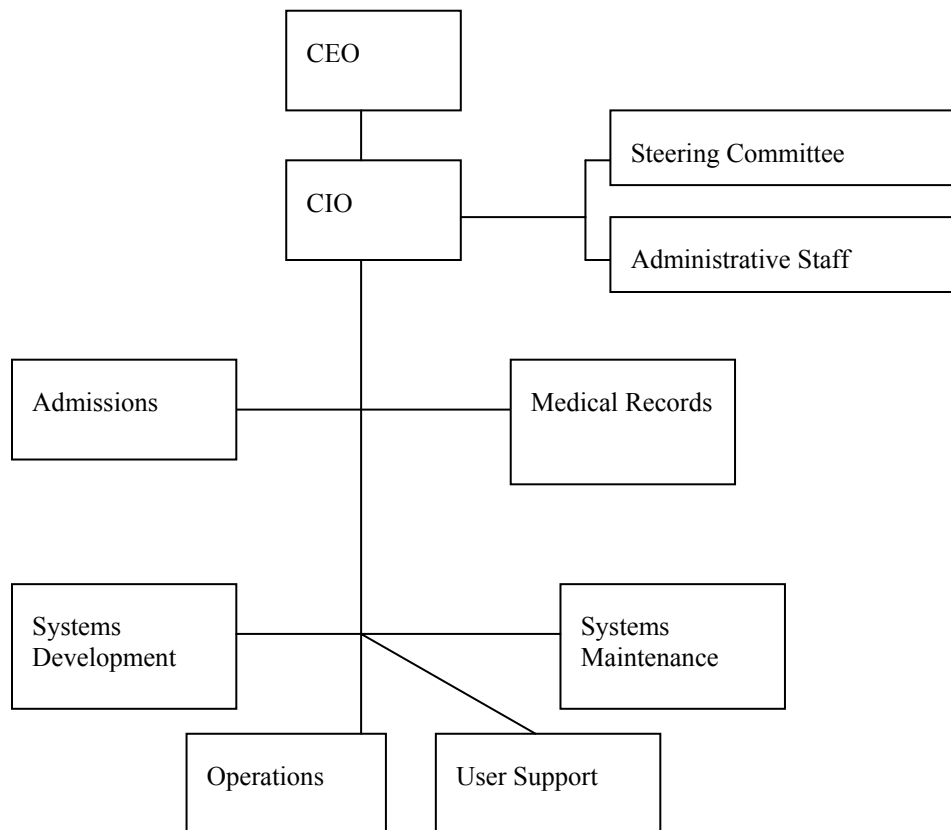 CEO
CIO
Steering Committee
Administrative Staff
Admissions
Medical Records
Systems
Development
Systems
Maintenance
Operations
User Support